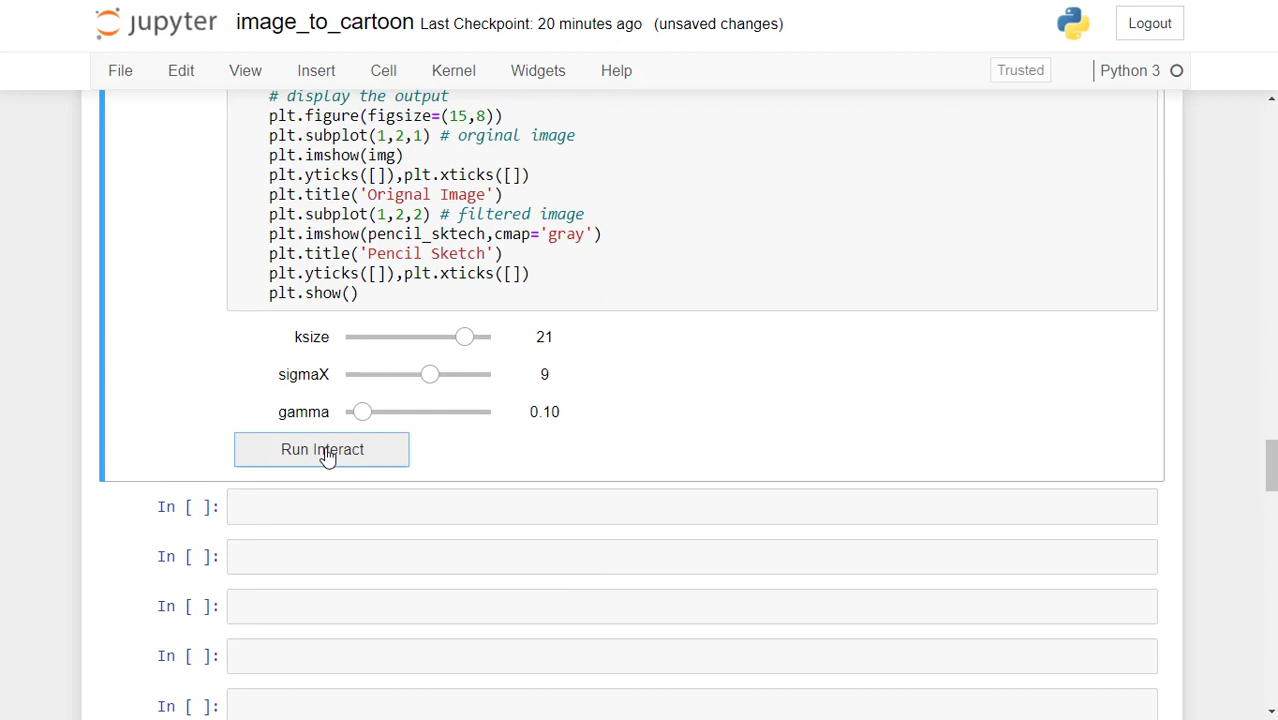 jupyter image_to_cartoon Last Checkpoint: 20 minutes ago (unsaved changes) Logout
File Edit View Insert Cell Kernel Widgets Help Trusted Python 3
# display the output
plt.figure(figsize=(15,8))
plt.subplot(1,2,1) # orginal image
plt.imshow(img)
plt.yticks([]),plt.xticks([])
plt.title('Orignal Image')
plt.subplot(1,2,2) # filtered image
plt.imshow(pencil_sktech,cmap='gray')
plt.title('Pencil Sketch')
plt.yticks([]),plt.xticks([])
plt.show()
ksize 21
sigmaX 9
gamma 0.10
Run Interact
In [ ]:
In [ ]:
In [ ]:
In [ ]:
In [ ]: